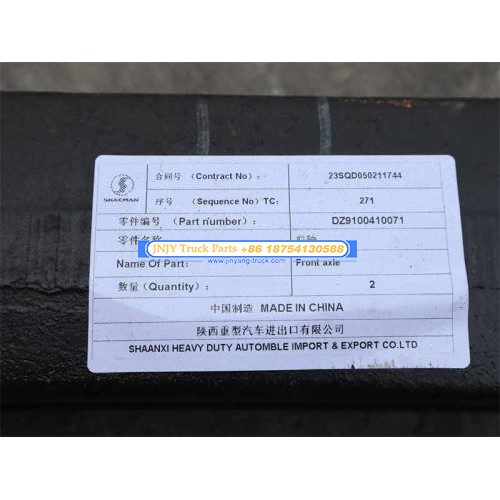 合同号 (Contract No) : 23SQD050211744
SHACMAN
序号 (Sequence No) TC: 271
零件编号 (Part number): DZ9100410071
零件名称 前轴
JNJY Truck Parts +86 18754130588
www.jinyang-truck.com
Name Of Part: Front axle
数量 (Quantity): 2
中国制造 MADE IN CHINA
陕西重型汽车进出口有限公司
SHAANXI HEAVY DUTY AUTOMBLE IMPORT & EXPORT CO.LTD